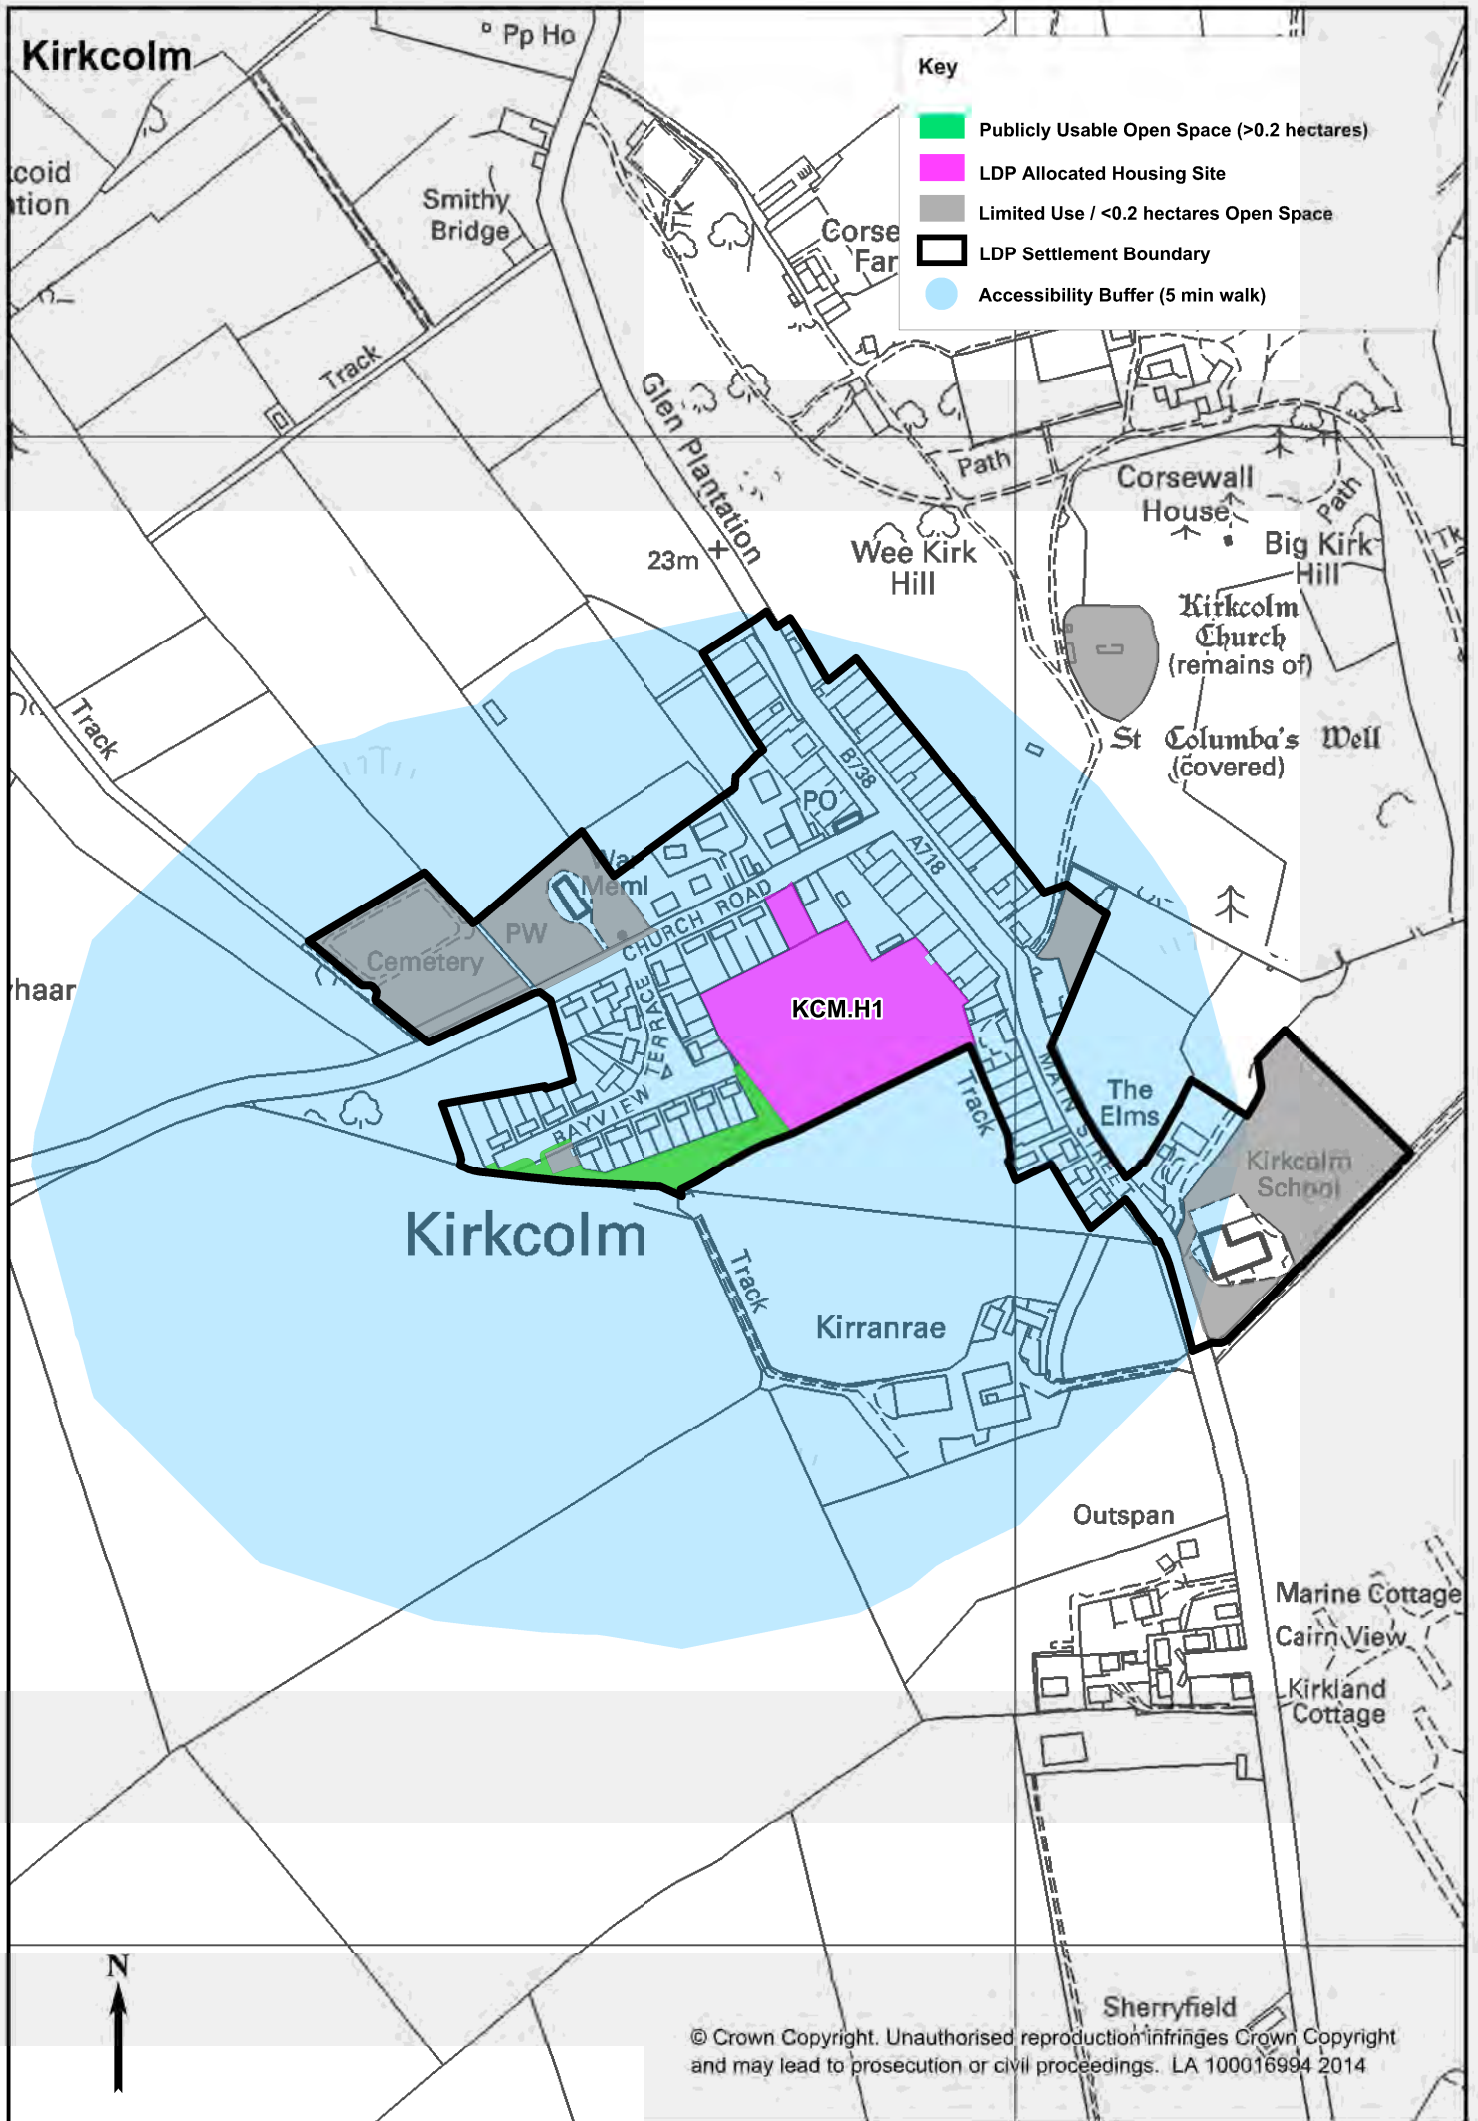 Kirkcolm
Pp Ho
Key
Publicly Usable Open Space (>0.2 hectares)
LDP Allocated Housing Site
Limited Use / <0.2 hectares Open Space
LDP Settlement Boundary
Accessibility Buffer (5 min walk)
Smithy
Bridge
TK
Corse
Far
Track
Glen Plantation
Path
Corsewall
House
Path
Big Kirk
Hill
Tk
23m
Wee Kirk
Hill
Kirkcolm
Church
(remains of)
St Columba's Well
(covered)
Track
B738
PO
A718
War
Meml
PW
CHURCH ROAD
Cemetery
haar
KCM.H1
BAYVIEW TERRACE
MAIN STREET
Track
The
Elms
Kirkcolm
School
Kirkcolm
Track
Kirranrae
Outspan
Marine Cottage
Cairn View
Kirkland
Cottage
N
Sherryfield
© Crown Copyright. Unauthorised reproduction infringes Crown Copyright
and may lead to prosecution or civil proceedings. LA 100016994 2014